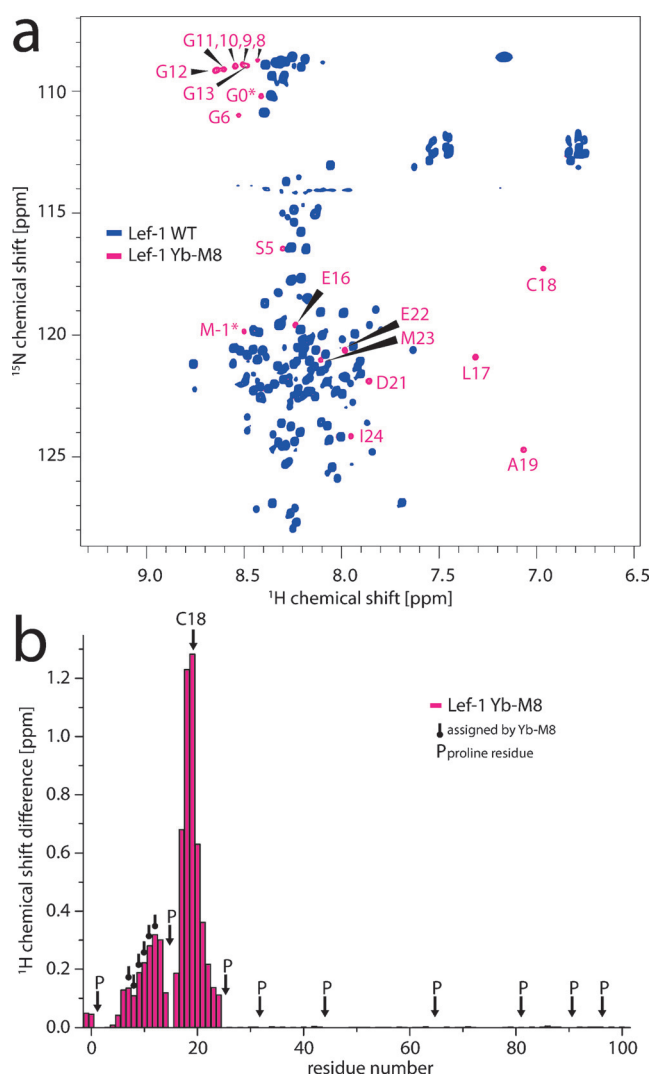 a
G11,10,9,8
G12
G13
G0*
G6
110
115
120
125
¹⁵N chemical shift [ppm]
Lef-1 WT
Lef-1 Yb-M8
S5
E16
C18
E22
M23
M-1*
L17
D21
I24
A19
9.0 8.5 8.0 7.5 7.0 6.5
¹H chemical shift [ppm]
b
C18
1.2
1.0
0.8
0.6
0.4
0.2
0.0
¹H chemical shift difference [ppm]
Lef-1 Yb-M8
assigned by Yb-M8
P proline residue
P P P P P P P P P
0 20 40 60 80 100
residue number